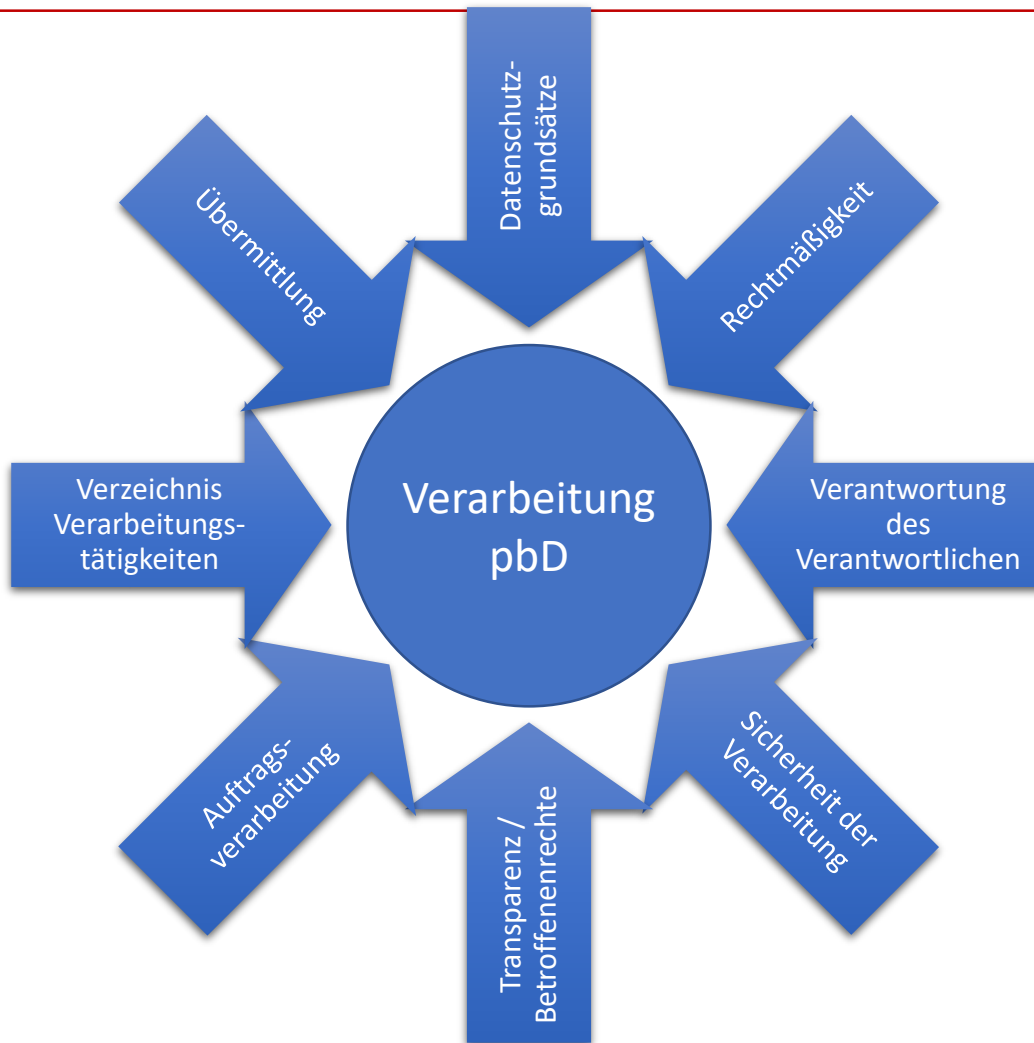 Datenschutz-
grundsätze
Rechtmäßigkeit
Verantwortung
des
Verantwortlichen
Sicherheit der
Verarbeitung
Transparenz /
Betroffenenrechte
Auftrags-
verarbeitung
Verzeichnis
Verarbeitungs-
tätigkeiten
Übermittlung
Verarbeitung
pbD